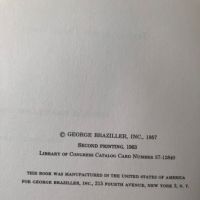 © GEORGE BRAZILLER, INC., 1957
SECOND PRINTING, 1963
LIBRARY OF CONGRESS CATALOG CARD NUMBER 57-12840
THIS BOOK WAS MANUFACTURED IN THE UNITED STATES OF AMERICA
FOR GEORGE BRAZILLER, INC., 215 FOURTH AVENUE, NEW YORK 3, N. Y.